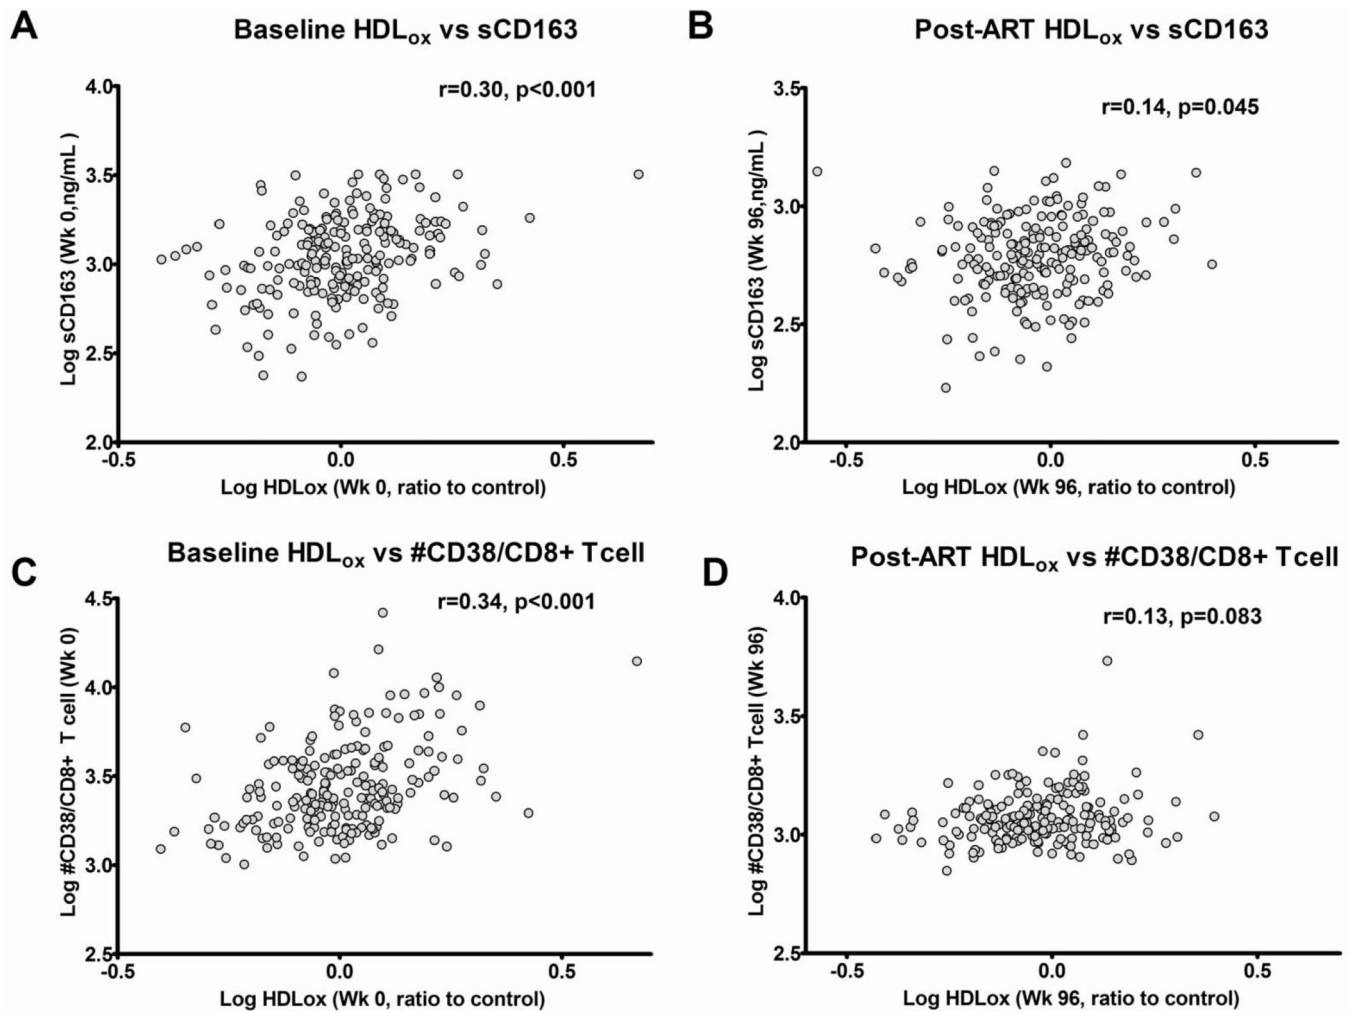 A
Baseline HDLox vs sCD163
r=0.30, p<0.001
Log sCD163 (Wk 0,ng/mL )
4.0
3.5
3.0
2.5
2.0
-0.5
0.0
0.5
Log HDLox (Wk 0, ratio to control)
B
Post-ART HDLox vs sCD163
r=0.14, p=0.045
Log sCD163 (Wk 96,ng/mL )
3.5
3.0
2.5
2.0
-0.5
0.0
0.5
Log HDLox (Wk 96, ratio to control)
C
Baseline HDLox vs #CD38/CD8+ Tcell
r=0.34, p<0.001
Log #CD38/CD8+ T cell (Wk 0)
4.5
4.0
3.5
3.0
2.5
-0.5
0.0
0.5
Log HDLox (Wk 0, ratio to control)
D
Post-ART HDLox vs #CD38/CD8+ Tcell
r=0.13, p=0.083
Log #CD38/CD8+ Tcell (Wk 96)
4.0
3.5
3.0
2.5
-0.5
0.0
0.5
Log HDLox (Wk 96, ratio to control)